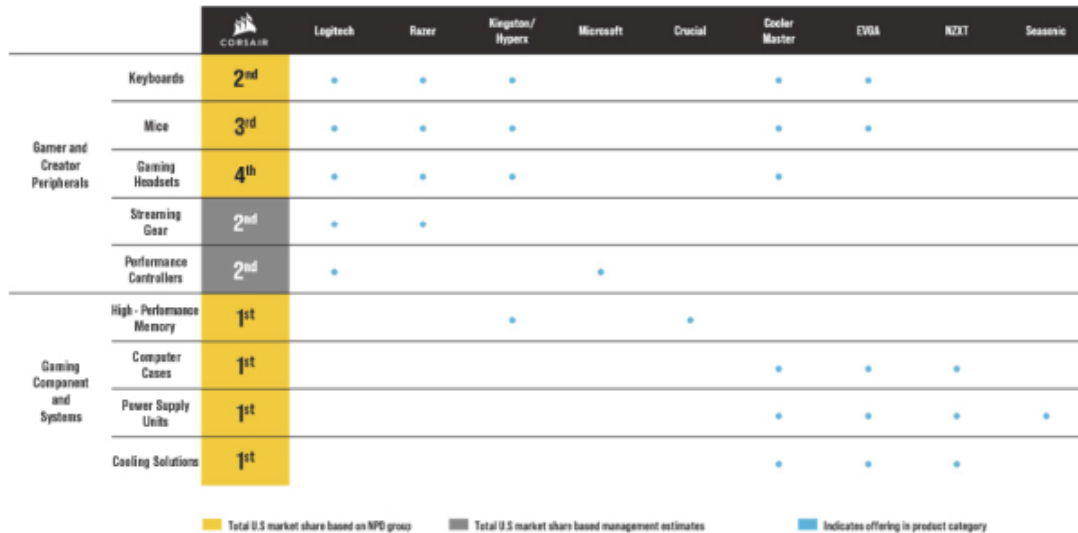 CORSAIR
Logitech
Razer
Kingston/
Hyperx
Microsoft
Crucial
Cooler
Master
EVGA
NZXT
Seasonic
Gamer and
Creator
Peripherals
Keyboards
2nd
Mice
3rd
Gaming
Headsets
4th
Streaming
Gear
2nd
Performance
Controllers
2nd
Gaming
Component
and
Systems
High - Performance
Memory
1st
Computer
Cases
1st
Power Supply
Units
1st
Cooling Solutions
1st
Total U.S market share based on NPD group
Total U.S market share based management estimates
Indicates offering in product category